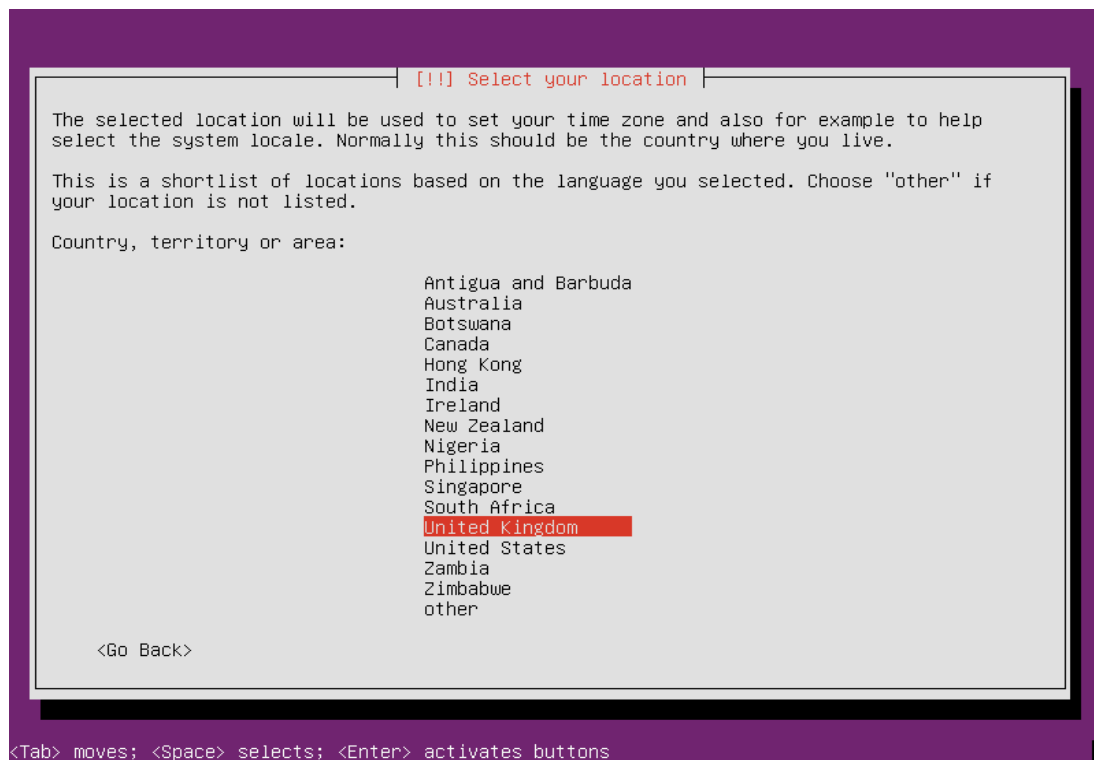 [!!] Select your location
The selected location will be used to set your time zone and also for example to help
select the system locale. Normally this should be the country where you live.
This is a shortlist of locations based on the language you selected. Choose "other" if
your location is not listed.
Country, territory or area:
Antigua and Barbuda
Australia
Botswana
Canada
Hong Kong
India
Ireland
New Zealand
Nigeria
Philippines
Singapore
South Africa
United Kingdom
United States
Zambia
Zimbabwe
other
<Go Back>
<Tab> moves; <Space> selects; <Enter> activates buttons